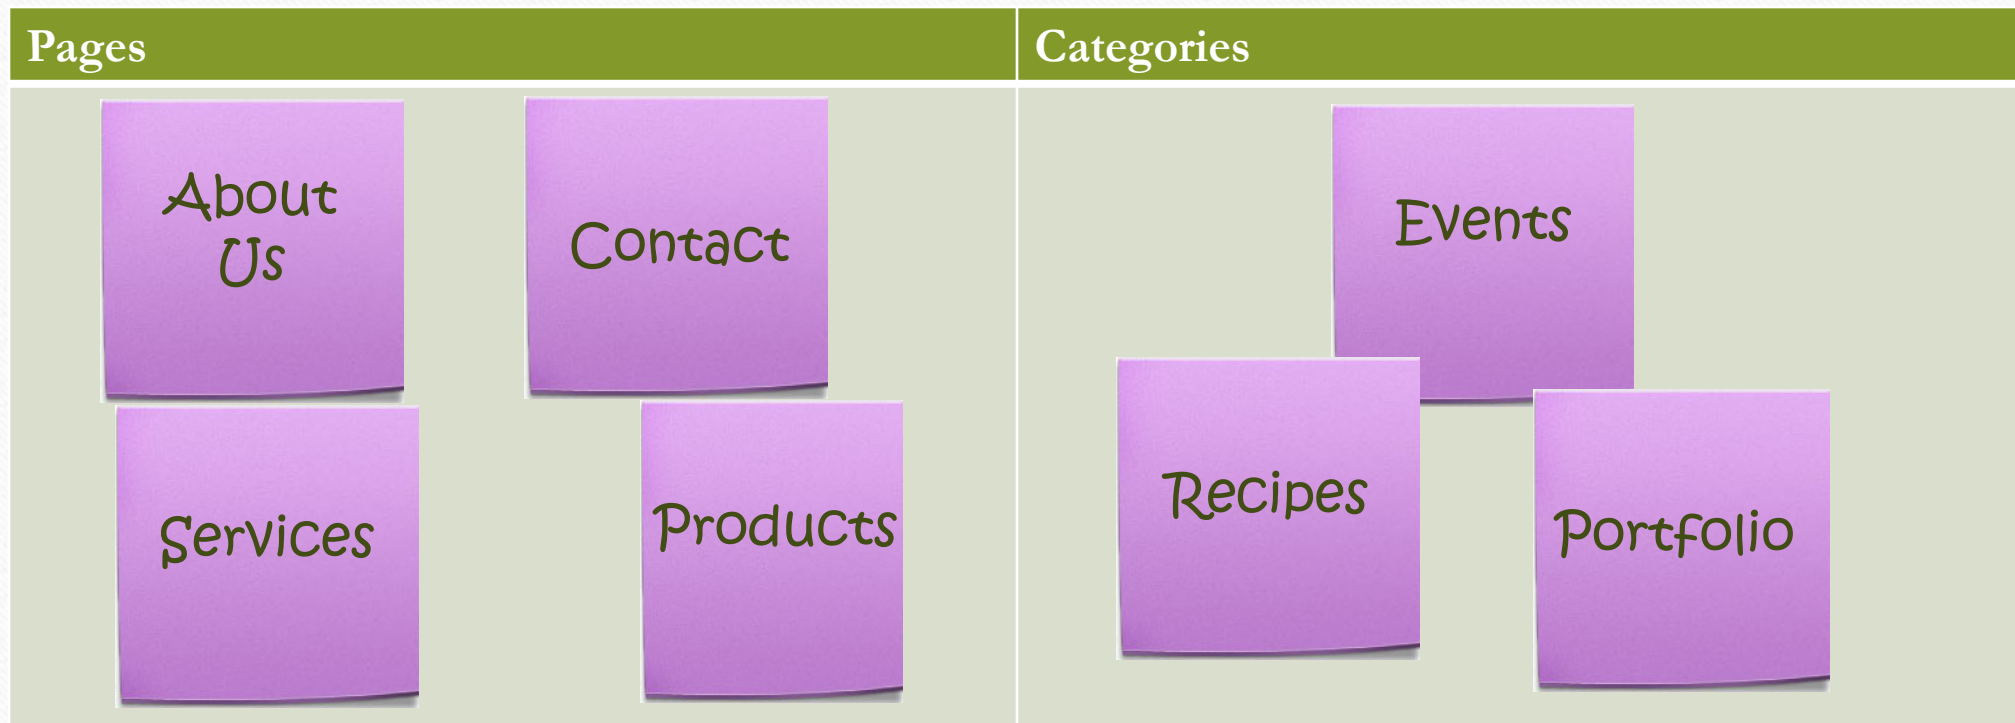 Pages
Categories
About
Us
Contact
Services
Products
Events
Recipes
Portfolio